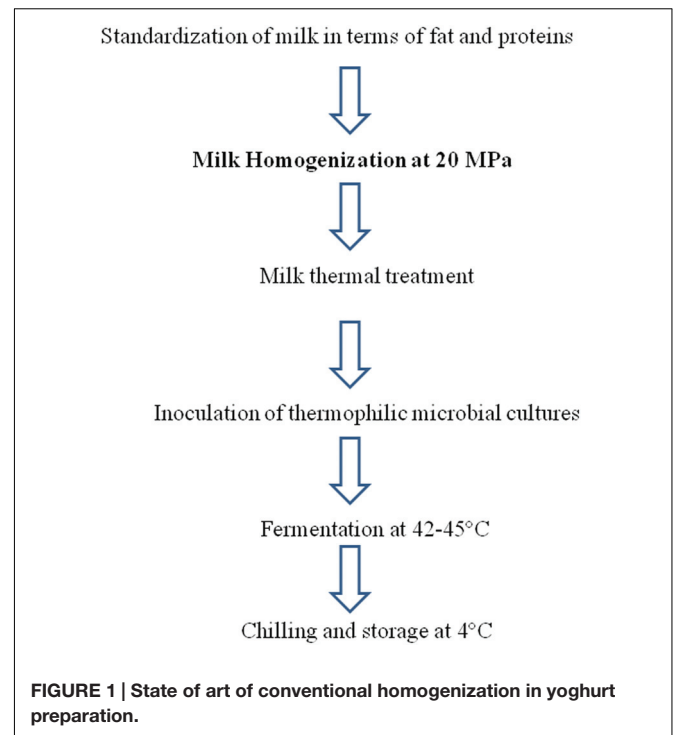 Standardization of milk in terms of fat and proteins
Milk Homogenization at 20 MPa
Milk thermal treatment
Inoculation of thermophilic microbial cultures
Fermentation at 42-45°C
Chilling and storage at 4°C
FIGURE 1 | State of art of conventional homogenization in yoghurt
preparation.